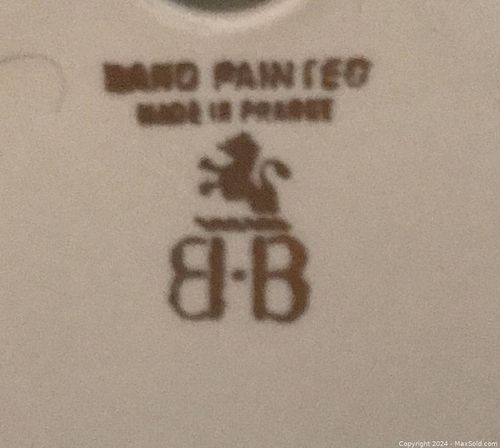 HAND PAINTED
MADE IN FRANCE
B·B
Copyright 2024 - MaxSold.com